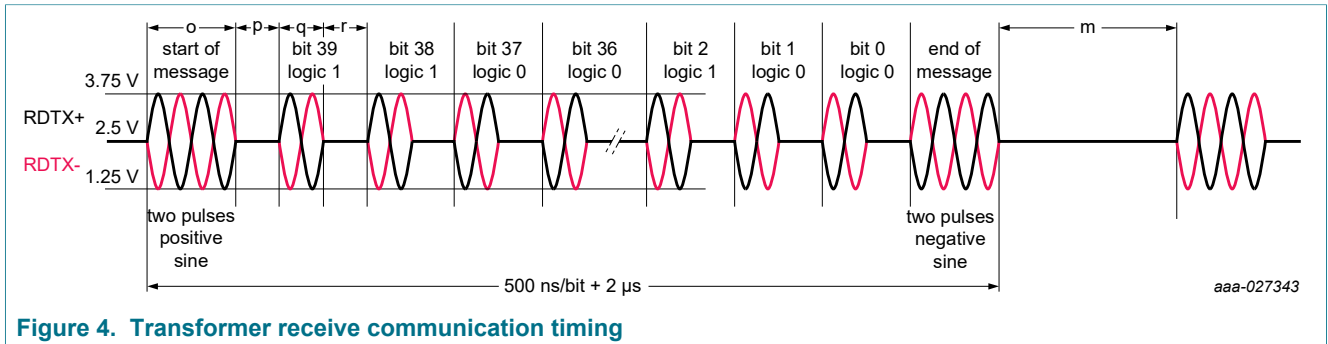 o p q r m
start of message
bit 39 logic 1
bit 38 logic 1
bit 37 logic 0
bit 36 logic 0
bit 2 logic 1
bit 1 logic 0
bit 0 logic 0
end of message
3.75 V
RDTX+
2.5 V
RDTX-
1.25 V
two pulses positive sine
two pulses negative sine
500 ns/bit + 2 µs
aaa-027343
Figure 4. Transformer receive communication timing